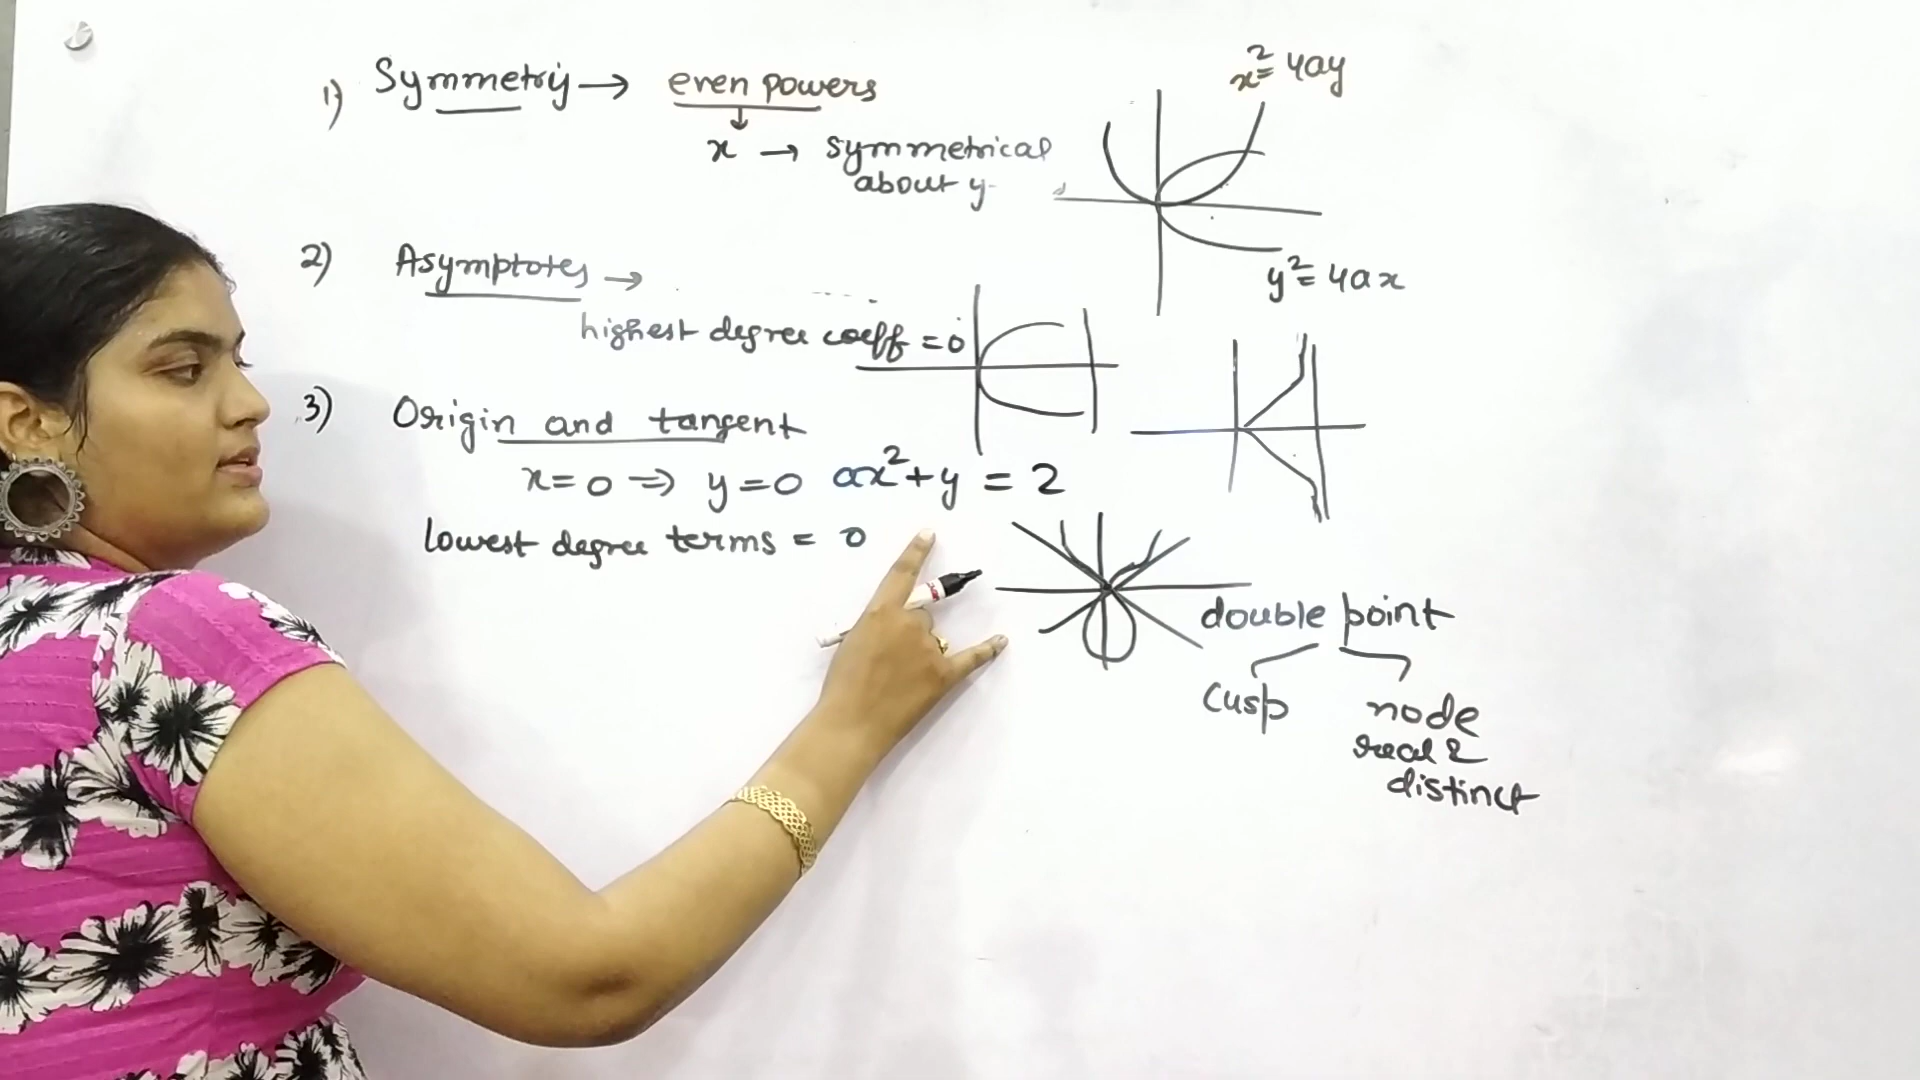 1) Symmetry → even powers
x → symmetrical
about y-
x² = 4ay
y² = 4ax
2) Asymptotes →
highest degree coeff = 0
3) Origin and tangent
x = 0 ⇒ y = 0 ax² + y = 2
lowest degree terms = 0
double point
Cusp
node
real &
distinct